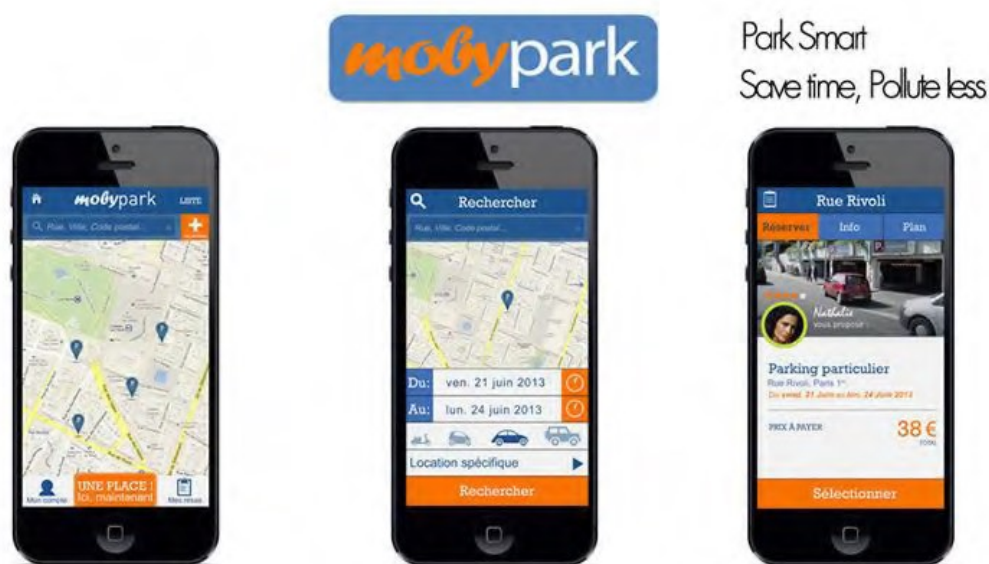 mobypark
Park Smart
Save time, Pollute less
mobypark
LISTE
Rue, Ville, Code postal...
Mon compte
UNE PLACE !
Ici, maintenant
Mes résas
Rechercher
Rue, Ville, Code postal...
Du: ven. 21 juin 2013
Au: lun. 24 juin 2013
Location spécifique
Rechercher
Rue Rivoli
Réserver Info Plan
Nathalie
vous propose :
Parking particulier
Rue Rivoli, Paris 1er
Du vend. 21 Juin au lun. 24 Juin 2013
PRIX À PAYER 38 €
TOTAL
Sélectionner